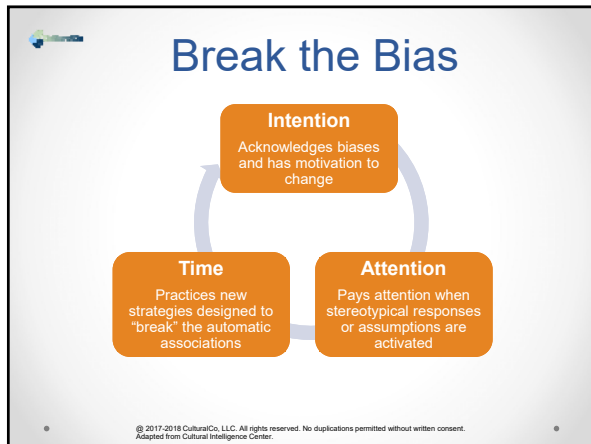 CulturalCo
Break the Bias
Intention
Acknowledges biases
and has motivation to
change
Time
Practices new
strategies designed to
“break” the automatic
associations
Attention
Pays attention when
stereotypical responses
or assumptions are
activated
@ 2017-2018 CulturalCo, LLC. All rights reserved. No duplications permitted without written consent.
Adapted from Cultural Intelligence Center.